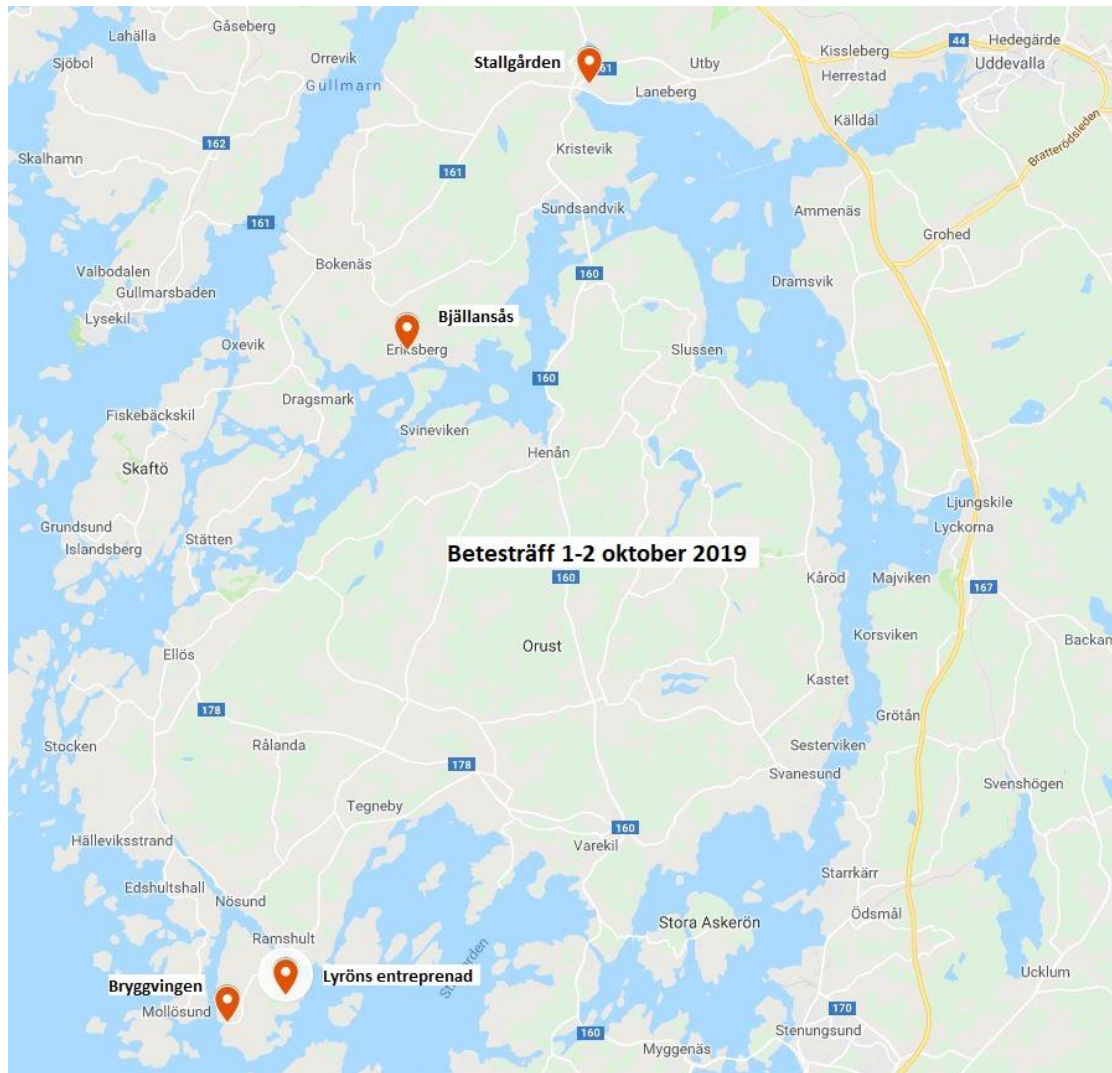 Lahälla
Gåseberg
Sjöbol
Orrevik
Gullmarn
Stallgården
61
Utby
Laneberg
Kissleberg
44
Hedegärde
Uddevalla
Herrestad
Källdal
Bratterödsleden
Skalhamn
162
161
Kristevik
Sundsandvik
Ammenäs
161
Grohed
Valbodalen
Bokenäs
160
Dramsvik
Gullmarsbaden
Lysekil
Bjällansås
Oxevik
Eriksberg
Slussen
160
Dragsmark
Fiskebäckskil
Svineviken
Henån
Skaftö
Ljungskile
Lyckorna
Grundsund
Islandsberg
Stätten
Betesträff 1-2 oktober 2019
160
Kåröd
Majviken
167
Korsviken
Backan
Orust
Ellös
Kastet
178
Grötån
Stocken
Rålanda
Sesterviken
178
Svanesund
Svenshögen
Tegneby
160
Hälleviksstrand
Varekil
Starrkärr
Edshultshall
Nösund
Ödsmål
Stora Askerön
Ramshult
Lyröns entreprenad
Bryggvingen
Mollösund
Ucklum
170
160
Stenungsund
Myggenäs